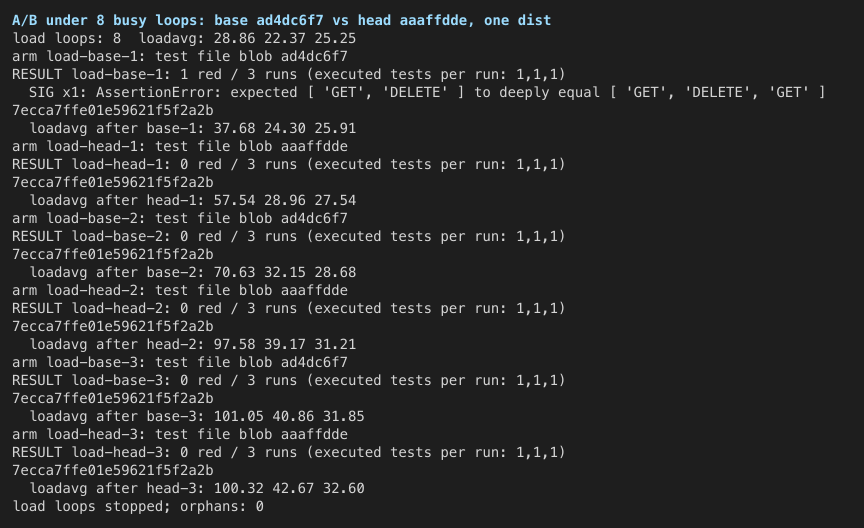 A/B under 8 busy loops: base ad4dc6f7 vs head aaaffdde, one dist
load loops: 8  loadavg: 28.86 22.37 25.25
arm load-base-1: test file blob ad4dc6f7
RESULT load-base-1: 1 red / 3 runs (executed tests per run: 1,1,1)
  SIG x1: AssertionError: expected [ 'GET', 'DELETE' ] to deeply equal [ 'GET', 'DELETE', 'GET' ]
7ecca7ffe01e59621f5f2a2b
  loadavg after base-1: 37.68 24.30 25.91
arm load-head-1: test file blob aaaffdde
RESULT load-head-1: 0 red / 3 runs (executed tests per run: 1,1,1)
7ecca7ffe01e59621f5f2a2b
  loadavg after head-1: 57.54 28.96 27.54
arm load-base-2: test file blob ad4dc6f7
RESULT load-base-2: 0 red / 3 runs (executed tests per run: 1,1,1)
7ecca7ffe01e59621f5f2a2b
  loadavg after base-2: 70.63 32.15 28.68
arm load-head-2: test file blob aaaffdde
RESULT load-head-2: 0 red / 3 runs (executed tests per run: 1,1,1)
7ecca7ffe01e59621f5f2a2b
  loadavg after head-2: 97.58 39.17 31.21
arm load-base-3: test file blob ad4dc6f7
RESULT load-base-3: 0 red / 3 runs (executed tests per run: 1,1,1)
7ecca7ffe01e59621f5f2a2b
  loadavg after base-3: 101.05 40.86 31.85
arm load-head-3: test file blob aaaffdde
RESULT load-head-3: 0 red / 3 runs (executed tests per run: 1,1,1)
7ecca7ffe01e59621f5f2a2b
  loadavg after head-3: 100.32 42.67 32.60
load loops stopped; orphans: 0